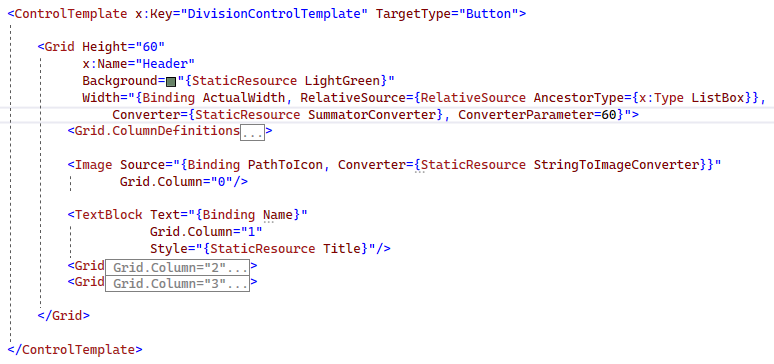 <ControlTemplate x:Key="DivisionControlTemplate" TargetType="Button">
<Grid Height="60"
x:Name="Header"
Background="{StaticResource LightGreen}"
Width="{Binding ActualWidth, RelativeSource={RelativeSource AncestorType={x:Type ListBox}},
Converter={StaticResource SummatorConverter}, ConverterParameter=60}">
<Grid.ColumnDefinitions...>
<Image Source="{Binding PathToIcon, Converter={StaticResource StringToImageConverter}}"
Grid.Column="0"/>
<TextBlock Text="{Binding Name}"
Grid.Column="1"
Style="{StaticResource Title}"/>
<Grid Grid.Column="2"...>
<Grid Grid.Column="3"...>
</Grid>
</ControlTemplate>